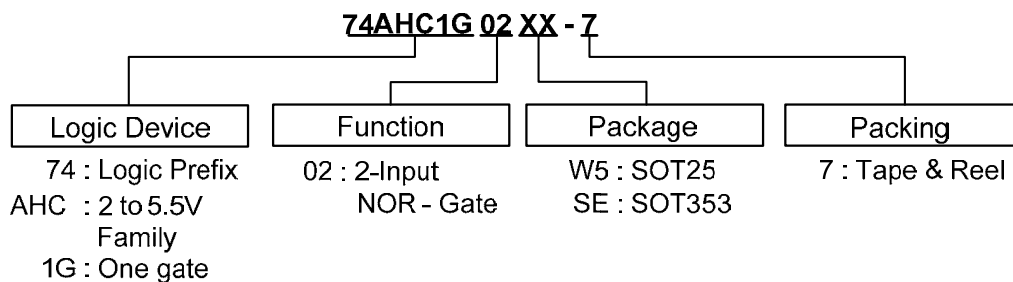 74AHC1G 02 XX - 7
Logic Device
74 : Logic Prefix
AHC : 2 to 5.5V
Family
1G : One gate
Function
02 : 2-Input
NOR - Gate
Package
W5 : SOT25
SE : SOT353
Packing
7 : Tape & Reel